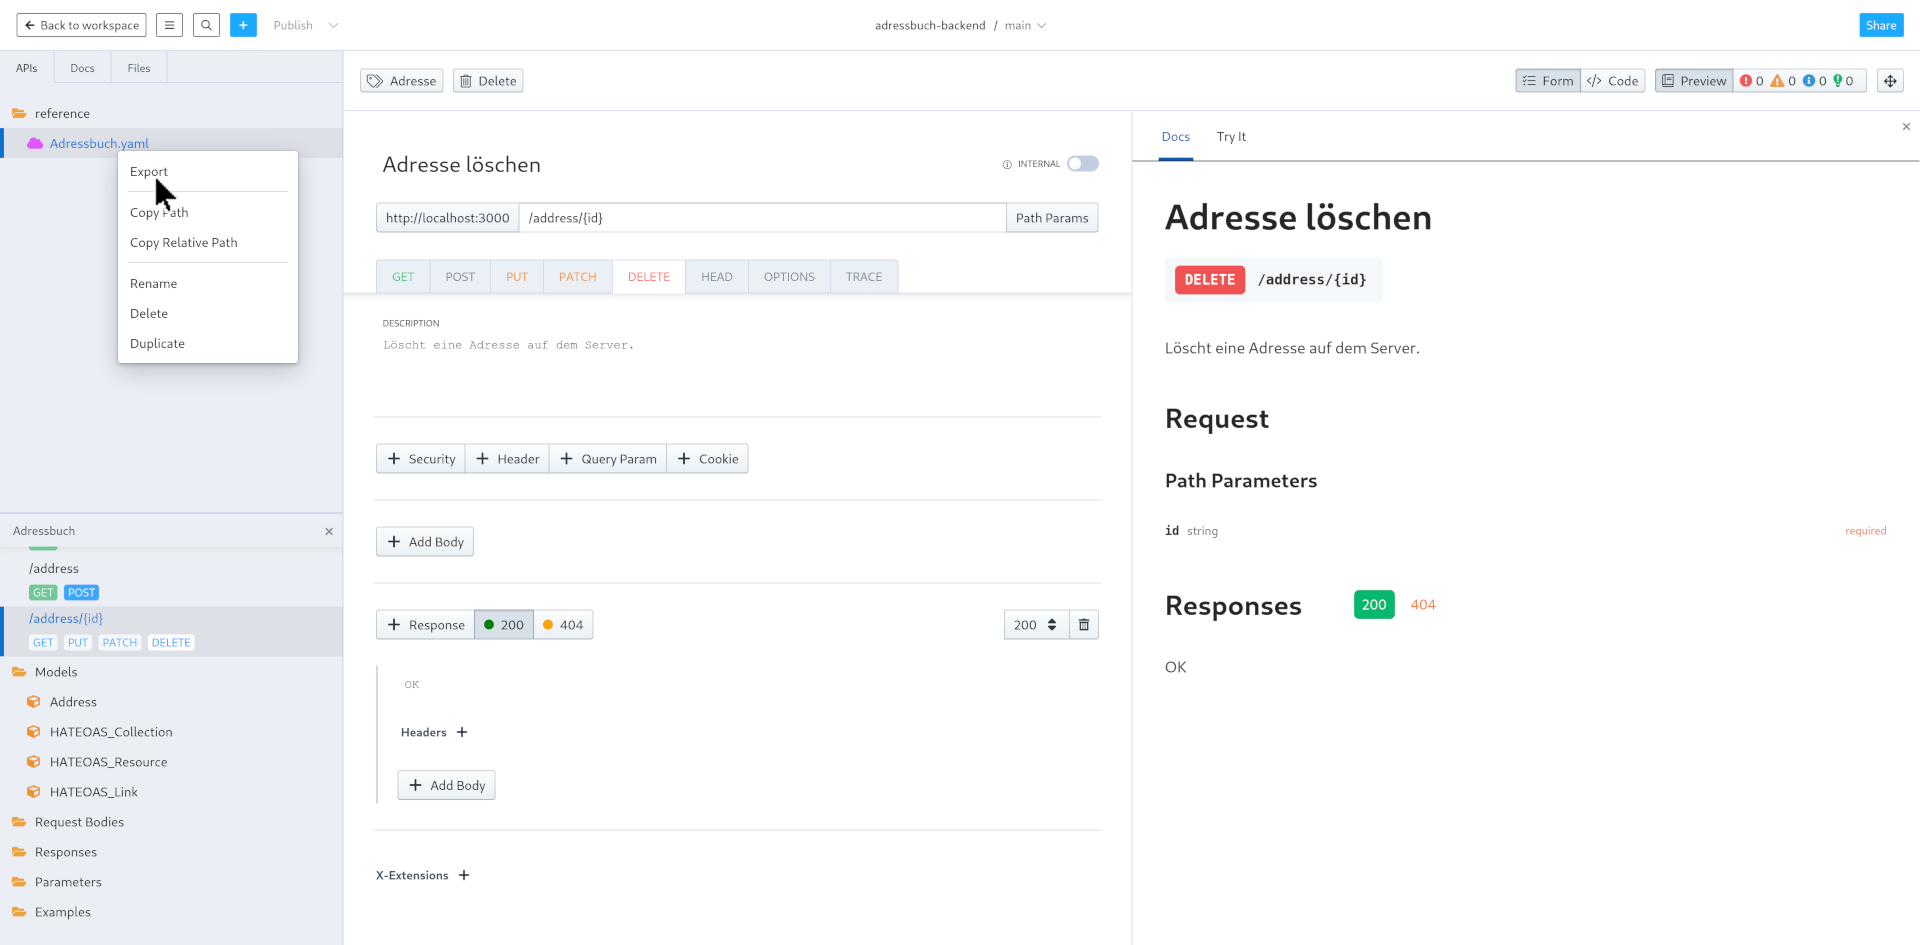 Back to workspace
Publish
adressbuch-backend / main
Share
APIs Docs Files
reference
Adressbuch.yaml
Export
Copy Path
Copy Relative Path
Rename
Delete
Duplicate
Adressbuch
/address
GET POST
/address/{id}
GET PUT PATCH DELETE
Models
Address
HATEOAS_Collection
HATEOAS_Resource
HATEOAS_Link
Request Bodies
Responses
Parameters
Examples
Adresse Delete
Form </> Code Preview 0 0 0 0
Adresse löschen
INTERNAL
http://localhost:3000 /address/{id} Path Params
GET POST PUT PATCH DELETE HEAD OPTIONS TRACE
DESCRIPTION
Löscht eine Adresse auf dem Server.
+ Security + Header + Query Param + Cookie
+ Add Body
+ Response 200 404 200
OK
Headers +
+ Add Body
X-Extensions +
Docs Try It
Adresse löschen
DELETE /address/{id}
Löscht eine Adresse auf dem Server.
Request
Path Parameters
id string required
Responses 200 404
OK